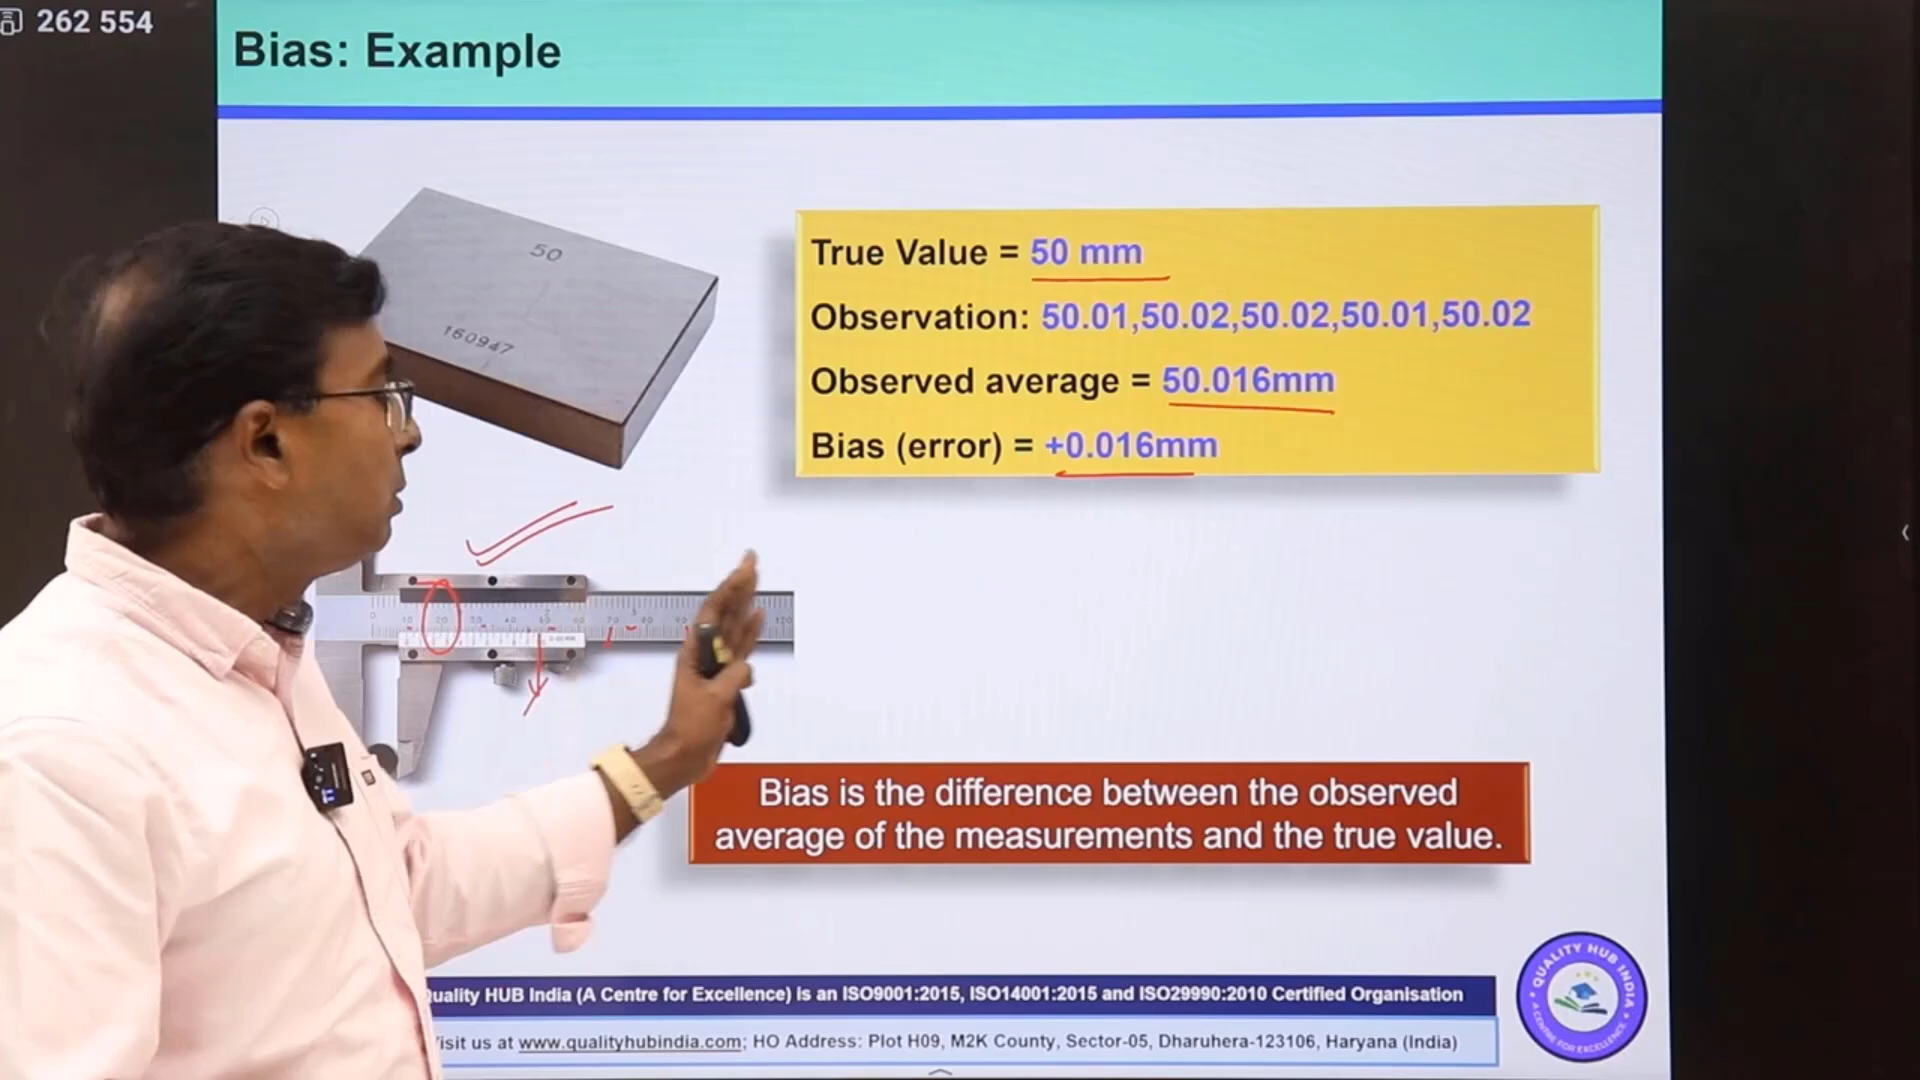 262 554
Bias: Example
50
160947
True Value = 50 mm
Observation: 50.01,50.02,50.02,50.01,50.02
Observed average = 50.016mm
Bias (error) = +0.016mm
Bias is the difference between the observed
average of the measurements and the true value.
HUB India (A Centre for Excellence) is an ISO9001:2015, ISO14001:2015 and ISO29990:2010 Certified Organisation
us at www.qualityhubindia.com; HO Address: Plot H09, M2K County, Sector-05, Dharuhera-123106, Haryana (India)
QUALITY HUB INDIA
A CENTRE FOR EXCELLENCE